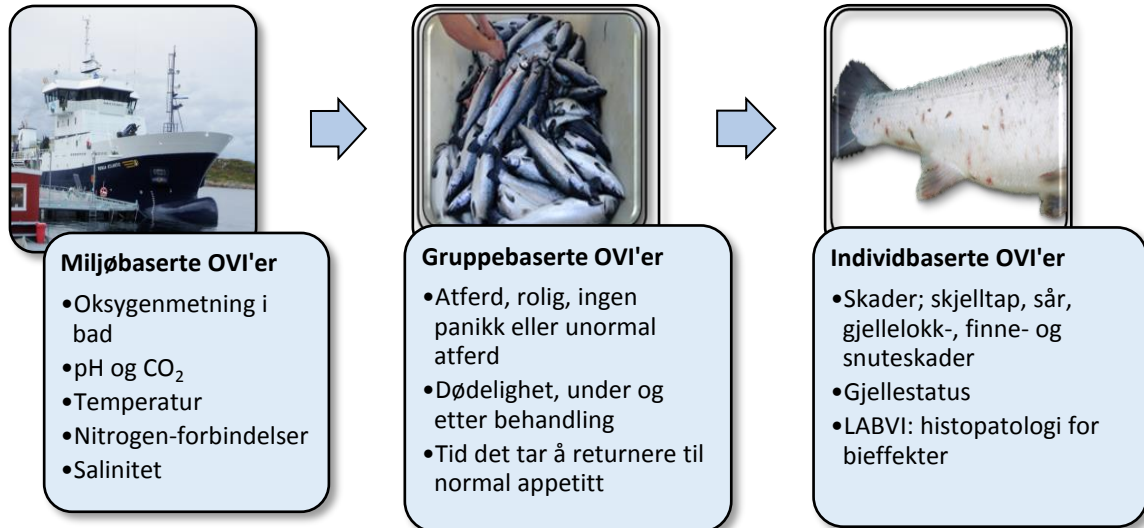 Miljøbaserte OVI'er
•Oksygenmetning i
bad
•pH og CO₂
•Temperatur
•Nitrogen-forbindelser
•Salinitet
Gruppebaserte OVI'er
•Atferd, rolig, ingen
panikk eller unormal
atferd
•Dødelighet, under og
etter behandling
•Tid det tar å returnere til
normal appetitt
Individbaserte OVI'er
•Skader; skjelltap, sår,
gjellelokk-, finne- og
snuteskader
•Gjellestatus
•LABVI: histopatologi for
bieffekter